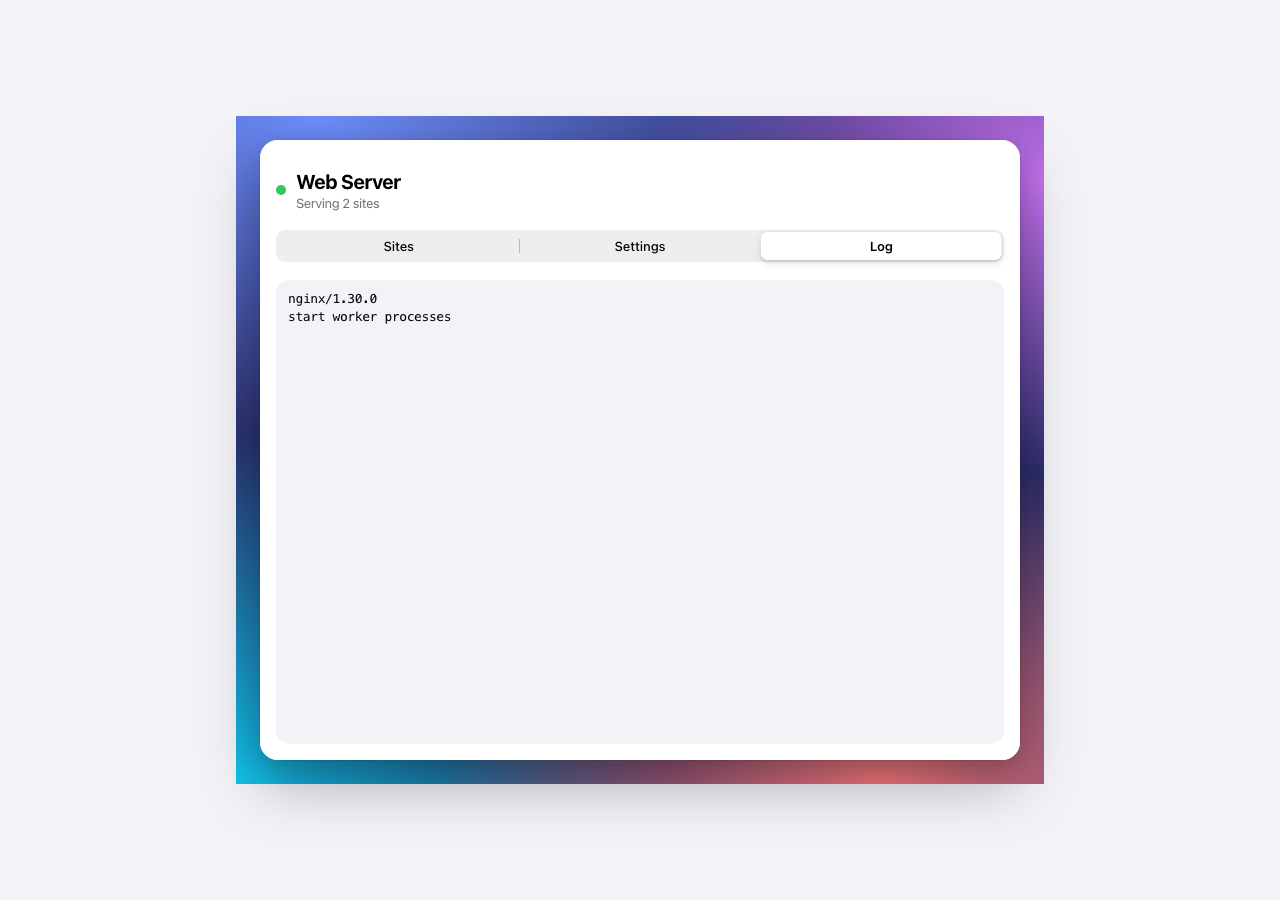 Web Server
Serving 2 sites
Sites
Settings
Log
nginx/1.30.0
start worker processes